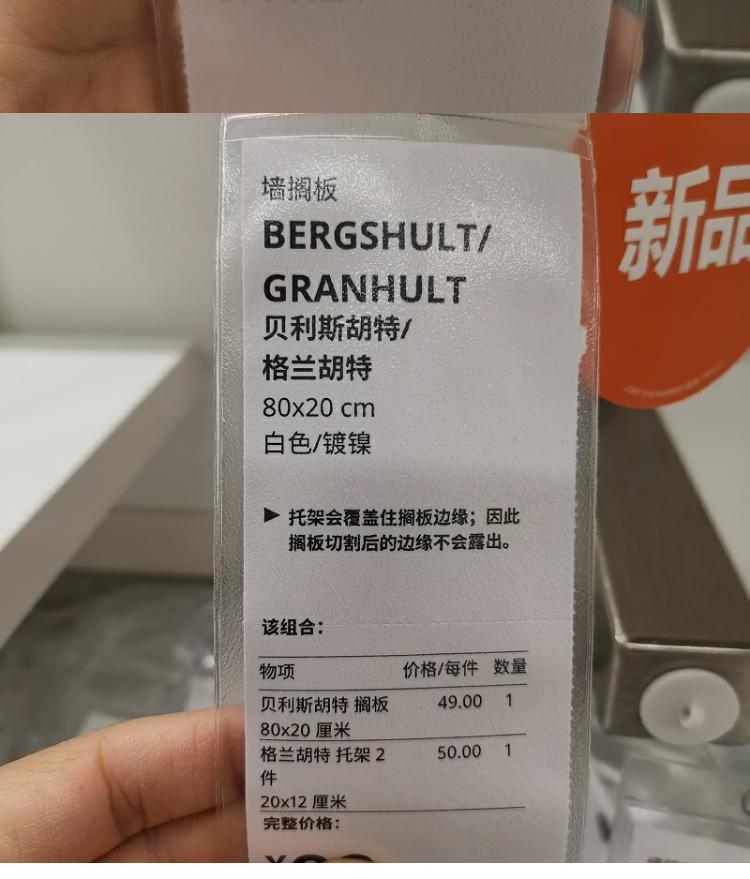 墙搁板
BERGSHULT/
GRANHULT
贝利斯胡特/
格兰胡特
80x20 cm
白色/镀镍
▶ 托架会覆盖住搁板边缘；因此
搁板切割后的边缘不会露出。
该组合：
物项 价格/每件 数量
贝利斯胡特 搁板 49.00 1
80x20 厘米
格兰胡特 托架 2 50.00 1
件
20x12 厘米
完整价格：
新品